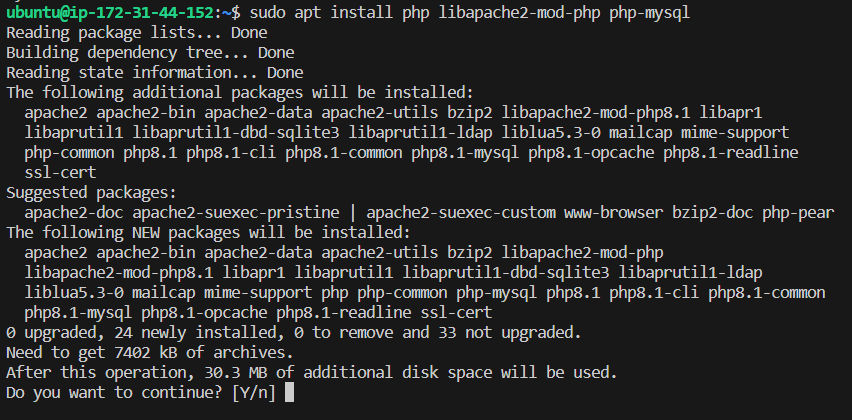 ubuntu@ip-172-31-44-152:~$ sudo apt install php libapache2-mod-php php-mysql
Reading package lists... Done
Building dependency tree... Done
Reading state information... Done
The following additional packages will be installed:
  apache2 apache2-bin apache2-data apache2-utils bzip2 libapache2-mod-php8.1 libapr1
  libaprutil1 libaprutil1-dbd-sqlite3 libaprutil1-ldap liblua5.3-0 mailcap mime-support
  php-common php8.1 php8.1-cli php8.1-common php8.1-mysql php8.1-opcache php8.1-readline
  ssl-cert
Suggested packages:
  apache2-doc apache2-suexec-pristine | apache2-suexec-custom www-browser bzip2-doc php-pear
The following NEW packages will be installed:
  apache2 apache2-bin apache2-data apache2-utils bzip2 libapache2-mod-php
  libapache2-mod-php8.1 libapr1 libaprutil1 libaprutil1-dbd-sqlite3 libaprutil1-ldap
  liblua5.3-0 mailcap mime-support php php-common php-mysql php8.1 php8.1-cli php8.1-common
  php8.1-mysql php8.1-opcache php8.1-readline ssl-cert
0 upgraded, 24 newly installed, 0 to remove and 33 not upgraded.
Need to get 7402 kB of archives.
After this operation, 30.3 MB of additional disk space will be used.
Do you want to continue? [Y/n]